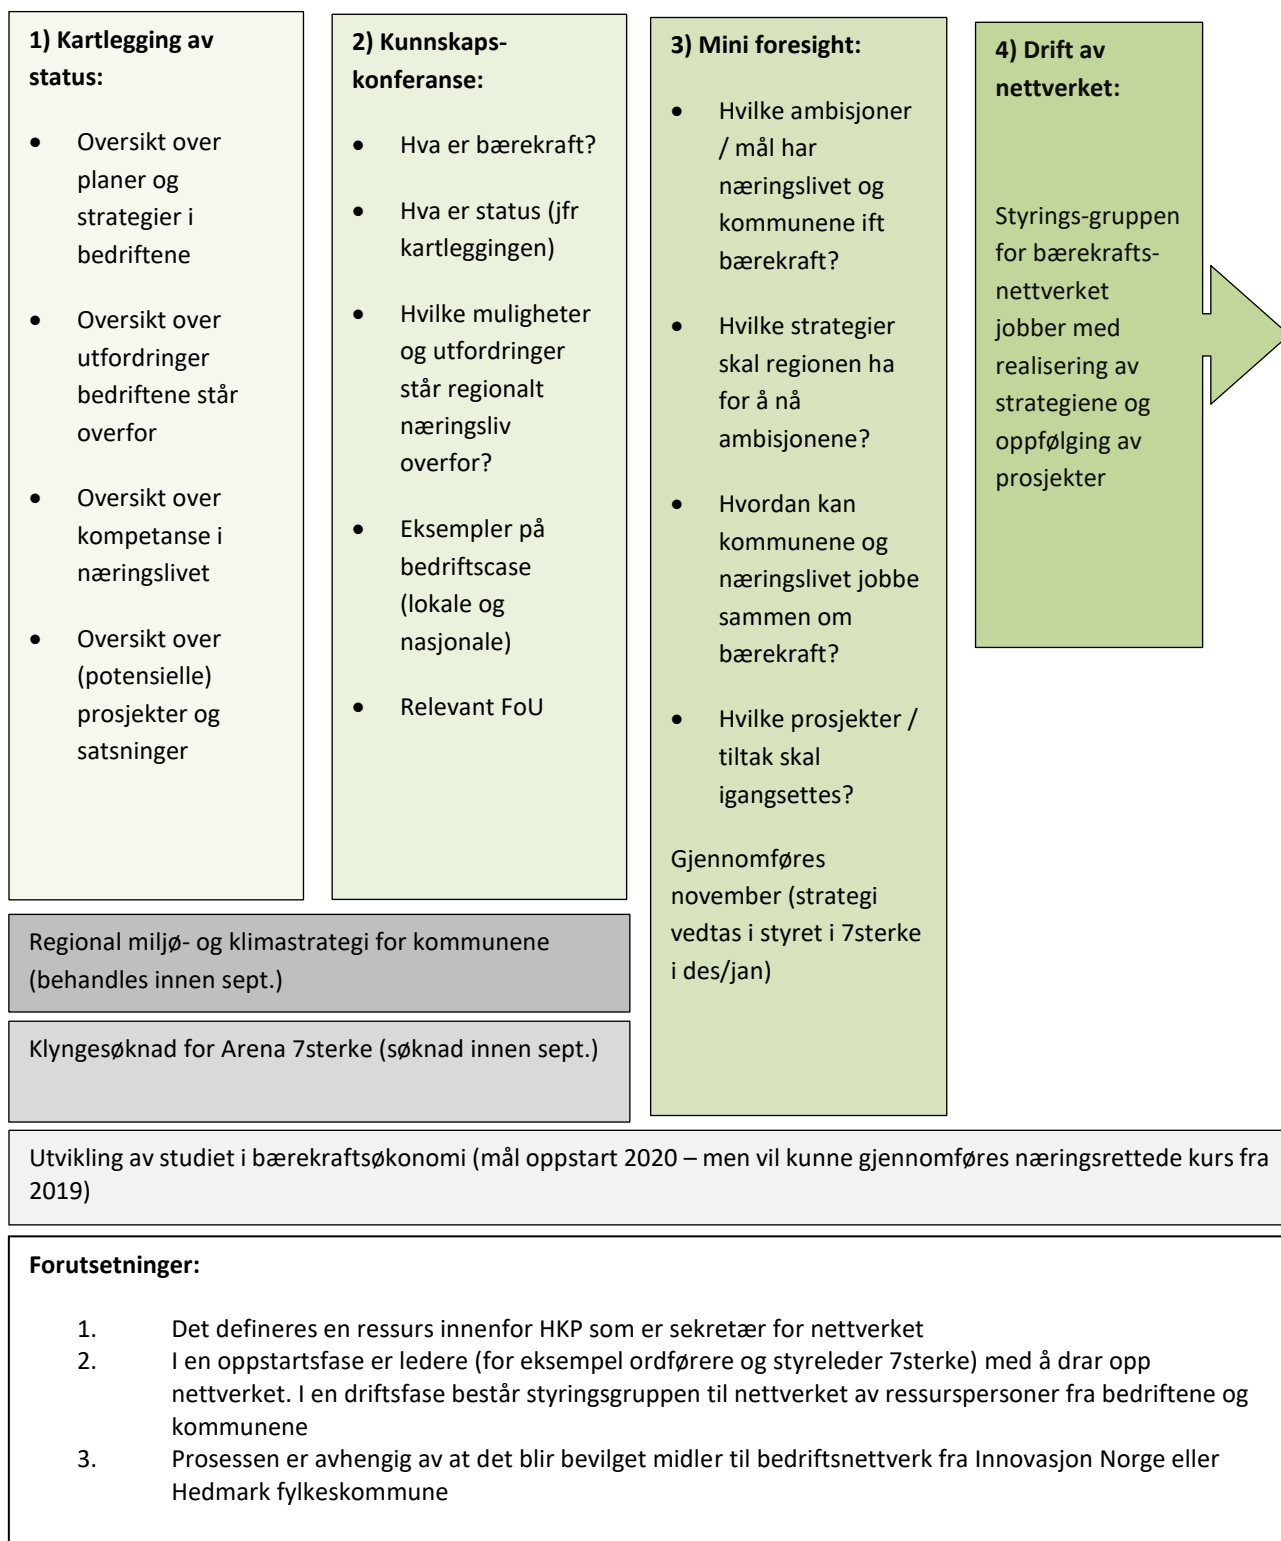 1) Kartlegging av
status:
• Oversikt over
planer og
strategier i
bedriftene
• Oversikt over
utfordringer
bedriftene står
overfor
• Oversikt over
kompetanse i
næringslivet
• Oversikt over
(potensielle)
prosjekter og
satsninger
2) Kunnskaps-
konferanse:
• Hva er bærekraft?
• Hva er status (jfr
kartleggingen)
• Hvilke muligheter
og utfordringer
står regionalt
næringsliv
overfor?
• Eksempler på
bedriftscase
(lokale og
nasjonale)
• Relevant FoU
3) Mini foresight:
• Hvilke ambisjoner
/ mål har
næringslivet og
kommunene ift
bærekraft?
• Hvilke strategier
skal regionen ha
for å nå
ambisjonene?
• Hvordan kan
kommunene og
næringslivet jobbe
sammen om
bærekraft?
• Hvilke prosjekter /
tiltak skal
igangsettes?
Gjennomføres
november (strategi
vedtas i styret i 7sterke
i des/jan)
4) Drift av
nettverket:
Styrings-gruppen
for bærekrafts-
nettverket
jobber med
realisering av
strategiene og
oppfølging av
prosjekter
Regional miljø- og klimastrategi for kommunene
(behandles innen sept.)
Klyngesøknad for Arena 7sterke (søknad innen sept.)
Utvikling av studiet i bærekraftsøkonomi (mål oppstart 2020 – men vil kunne gjennomføres næringsrettede kurs fra
2019)
Forutsetninger:
1. Det defineres en ressurs innenfor HKP som er sekretær for nettverket
2. I en oppstartsfase er ledere (for eksempel ordførere og styreleder 7sterke) med å drar opp
nettverket. I en driftsfase består styringsgruppen til nettverket av ressurspersoner fra bedriftene og
kommunene
3. Prosessen er avhengig av at det blir bevilget midler til bedriftsnettverk fra Innovasjon Norge eller
Hedmark fylkeskommune